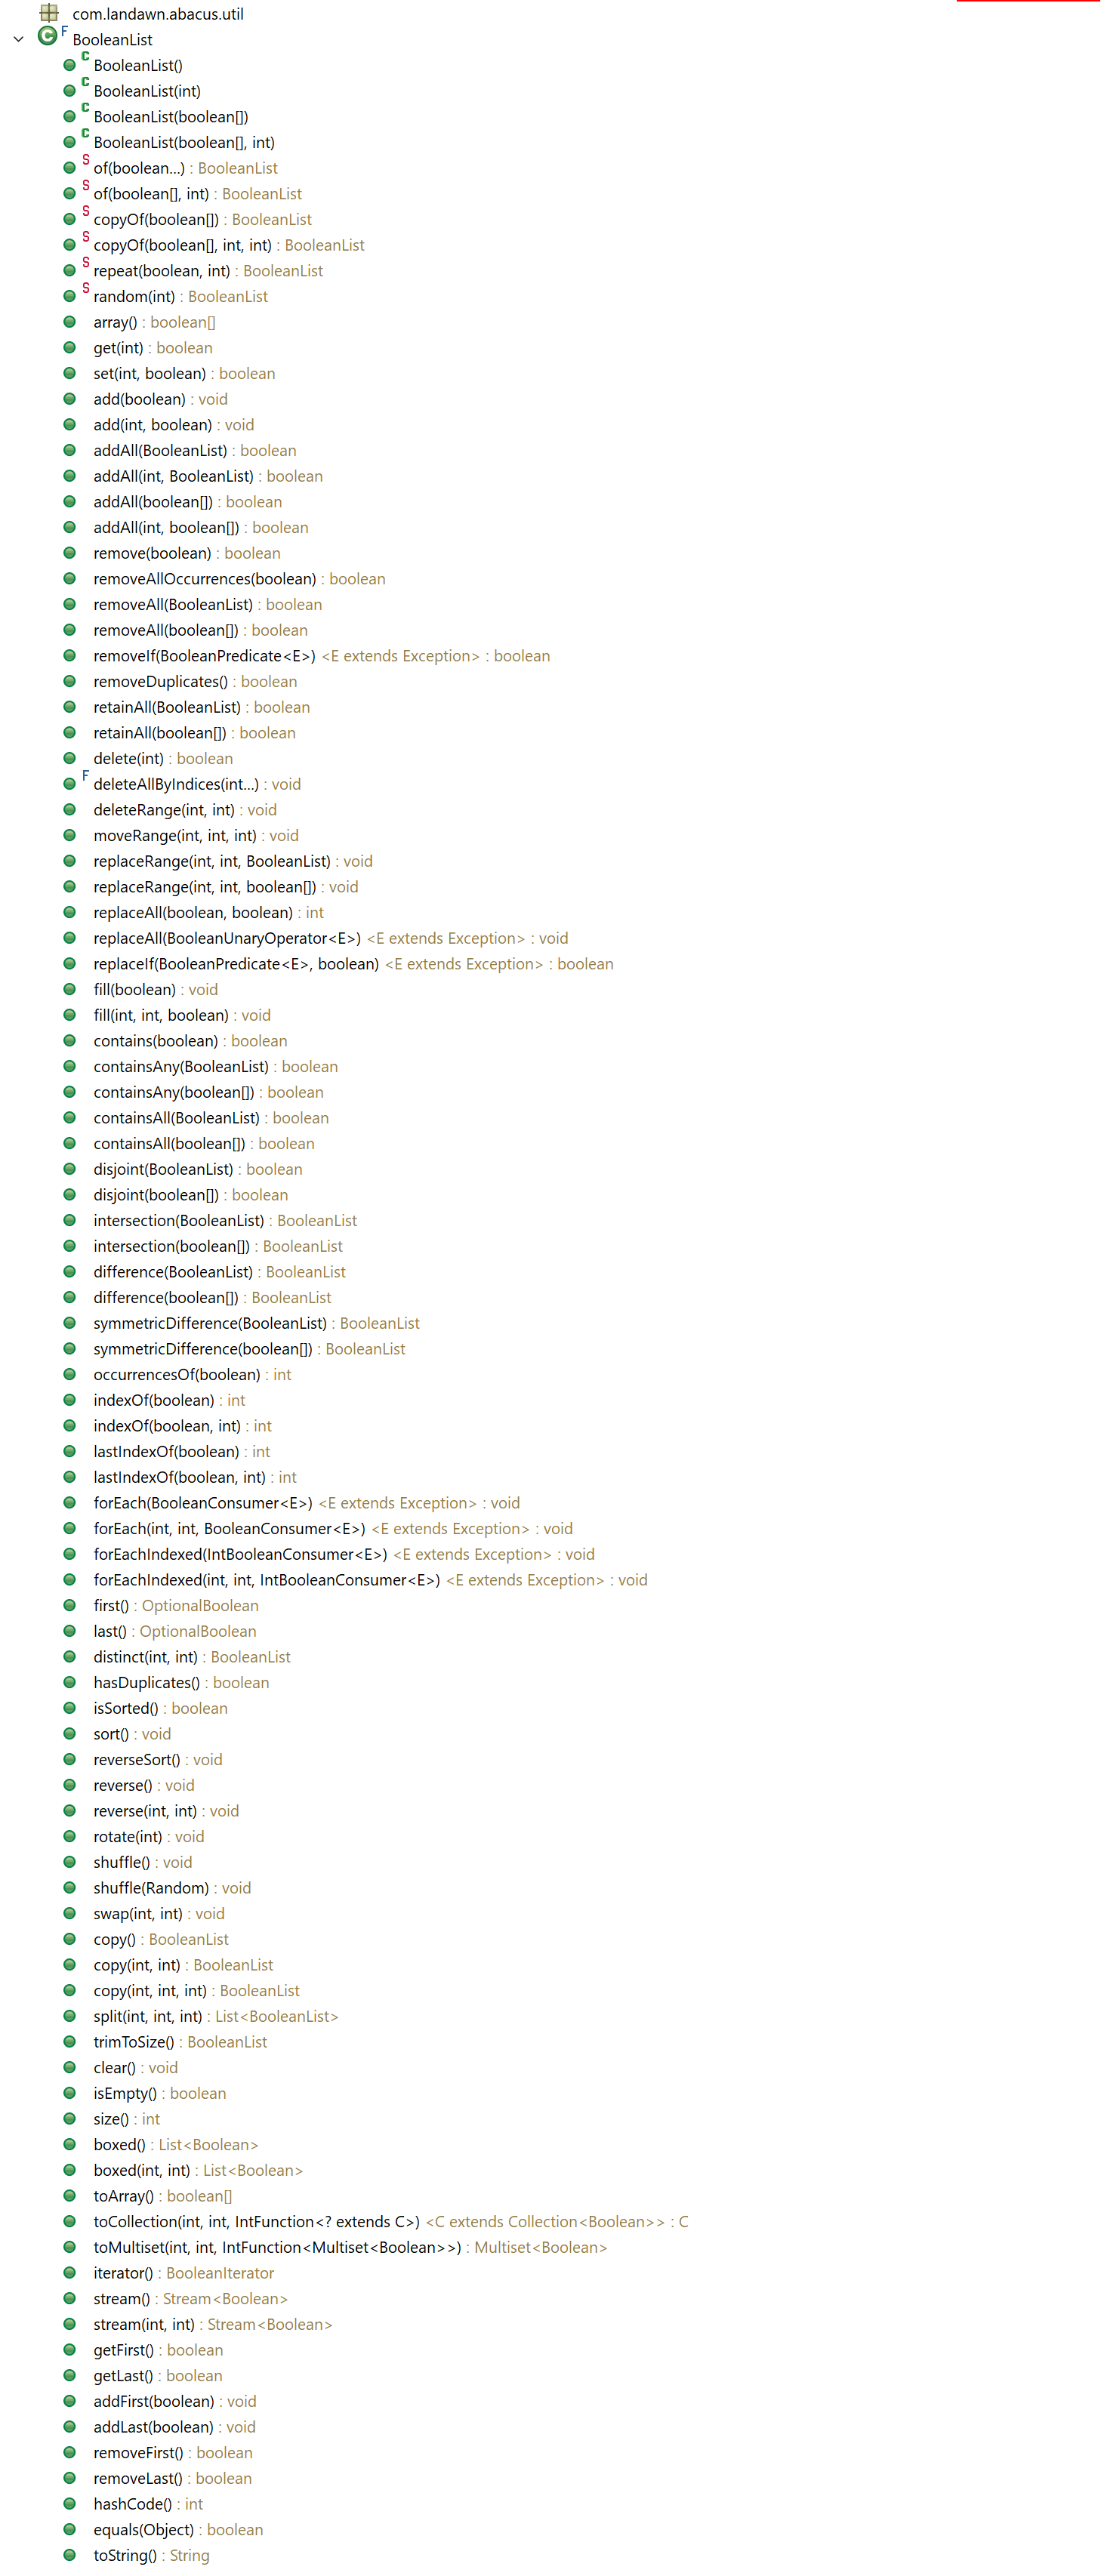 com.landawn.abacus.util
BooleanList
BooleanList()
BooleanList(int)
BooleanList(boolean[])
BooleanList(boolean[], int)
of(boolean...) : BooleanList
of(boolean[], int) : BooleanList
copyOf(boolean[]) : BooleanList
copyOf(boolean[], int, int) : BooleanList
repeat(boolean, int) : BooleanList
random(int) : BooleanList
array() : boolean[]
get(int) : boolean
set(int, boolean) : boolean
add(boolean) : void
add(int, boolean) : void
addAll(BooleanList) : boolean
addAll(int, BooleanList) : boolean
addAll(boolean[]) : boolean
addAll(int, boolean[]) : boolean
remove(boolean) : boolean
removeAllOccurrences(boolean) : boolean
removeAll(BooleanList) : boolean
removeAll(boolean[]) : boolean
removeIf(BooleanPredicate<E>) <E extends Exception> : boolean
removeDuplicates() : boolean
retainAll(BooleanList) : boolean
retainAll(boolean[]) : boolean
delete(int) : boolean
deleteAllByIndices(int...) : void
deleteRange(int, int) : void
moveRange(int, int, int) : void
replaceRange(int, int, BooleanList) : void
replaceRange(int, int, boolean[]) : void
replaceAll(boolean, boolean) : int
replaceAll(BooleanUnaryOperator<E>) <E extends Exception> : void
replaceIf(BooleanPredicate<E>, boolean) <E extends Exception> : boolean
fill(boolean) : void
fill(int, int, boolean) : void
contains(boolean) : boolean
containsAny(BooleanList) : boolean
containsAny(boolean[]) : boolean
containsAll(BooleanList) : boolean
containsAll(boolean[]) : boolean
disjoint(BooleanList) : boolean
disjoint(boolean[]) : boolean
intersection(BooleanList) : BooleanList
intersection(boolean[]) : BooleanList
difference(BooleanList) : BooleanList
difference(boolean[]) : BooleanList
symmetricDifference(BooleanList) : BooleanList
symmetricDifference(boolean[]) : BooleanList
occurrencesOf(boolean) : int
indexOf(boolean) : int
indexOf(boolean, int) : int
lastIndexOf(boolean) : int
lastIndexOf(boolean, int) : int
forEach(BooleanConsumer<E>) <E extends Exception> : void
forEach(int, int, BooleanConsumer<E>) <E extends Exception> : void
forEachIndexed(IntBooleanConsumer<E>) <E extends Exception> : void
forEachIndexed(int, int, IntBooleanConsumer<E>) <E extends Exception> : void
first() : OptionalBoolean
last() : OptionalBoolean
distinct(int, int) : BooleanList
hasDuplicates() : boolean
isSorted() : boolean
sort() : void
reverseSort() : void
reverse() : void
reverse(int, int) : void
rotate(int) : void
shuffle() : void
shuffle(Random) : void
swap(int, int) : void
copy() : BooleanList
copy(int, int) : BooleanList
copy(int, int, int) : BooleanList
split(int, int, int) : List<BooleanList>
trimToSize() : BooleanList
clear() : void
isEmpty() : boolean
size() : int
boxed() : List<Boolean>
boxed(int, int) : List<Boolean>
toArray() : boolean[]
toCollection(int, int, IntFunction<? extends C>) <C extends Collection<Boolean>> : C
toMultiset(int, int, IntFunction<Multiset<Boolean>>) : Multiset<Boolean>
iterator() : BooleanIterator
stream() : Stream<Boolean>
stream(int, int) : Stream<Boolean>
getFirst() : boolean
getLast() : boolean
addFirst(boolean) : void
addLast(boolean) : void
removeFirst() : boolean
removeLast() : boolean
hashCode() : int
equals(Object) : boolean
toString() : String